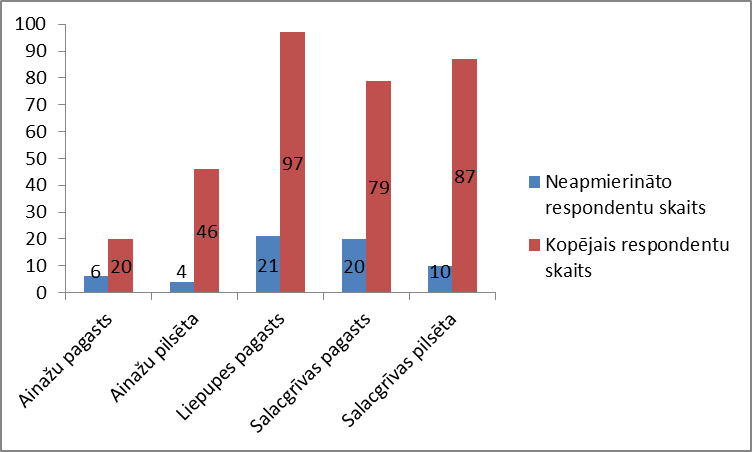 100
90
80
70
60
50
40
30
20
10
0
6
20
4
46
21
97
20
79
10
87
Ainažu pagasts
Ainažu pilsēta
Liepupes pagasts
Salacgrīvas pagasts
Salacgrīvas pilsēta
Neapmierināto
respondentu skaits
Kopējais respondentu
skaits